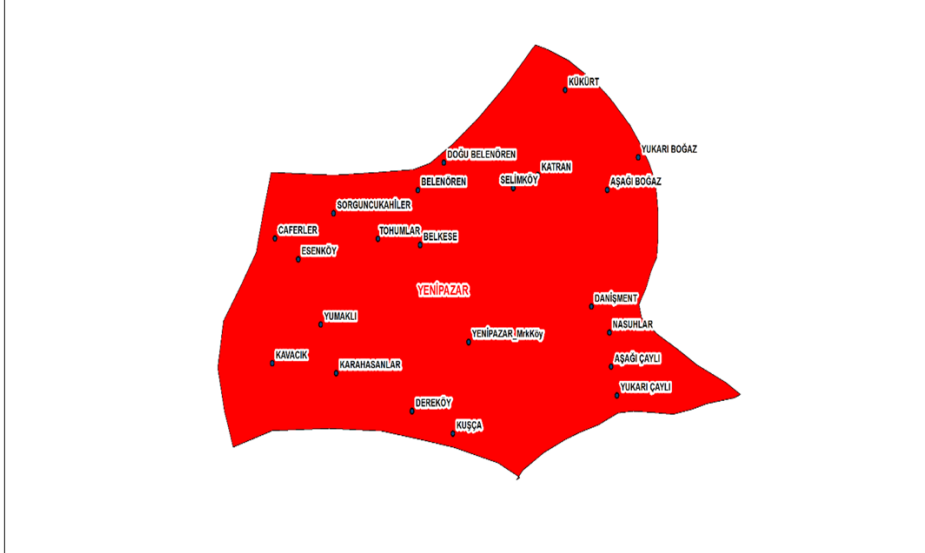 KÜKÜRT
YUKARI BOĞAZ
DOĞU BELENÖREN
KATRAN
BELENÖREN
SELİMKÖY
AŞAĞI BOĞAZ
SORGUNCUKAHİLER
CAFERLER
TOHUMLAR
BELKESE
ESENKÖY
YENİPAZAR
DANİŞMENT
YUMAKLI
NASUHLAR
YENİPAZAR_MrkKöy
KAVACIK
KARAHASANLAR
AŞAĞI ÇAYLI
YUKARI ÇAYLI
DEREKÖY
KUŞÇA